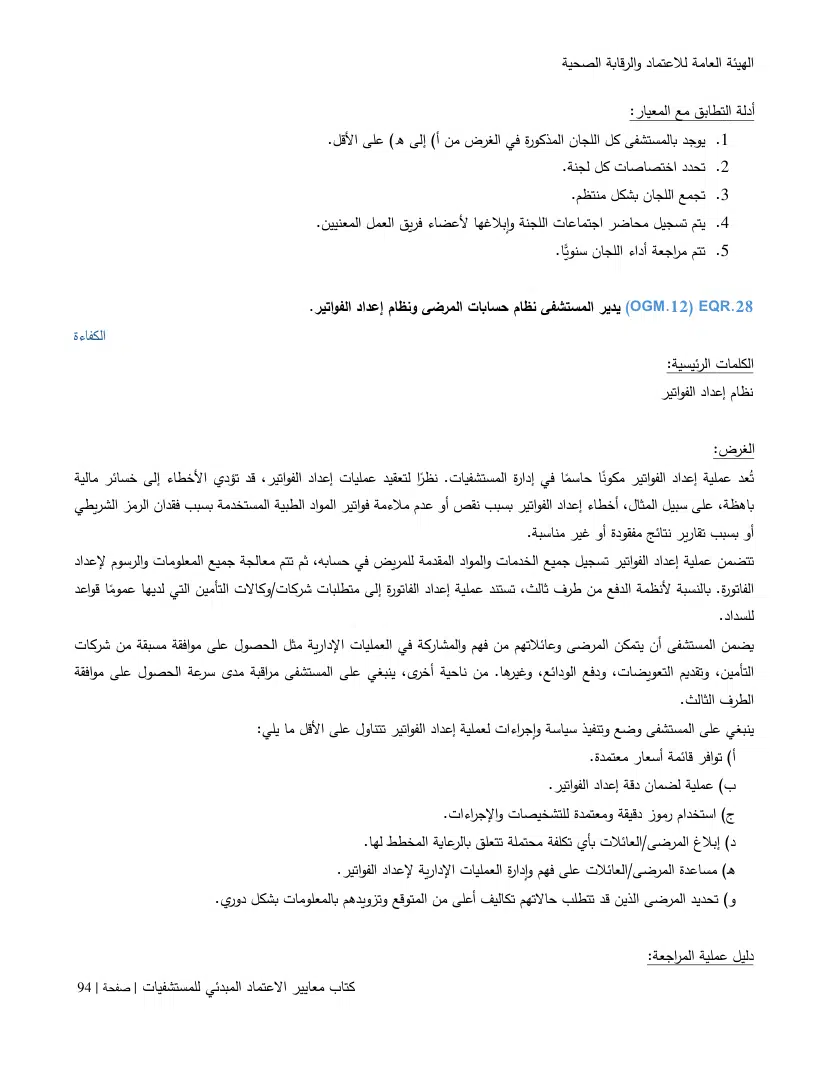 الهيئة العامة للاعتماد والرقابة الصحية
أدلة التطابق مع المعيار:
1. يوجد بالمستشفى كل اللجان المذكورة في الغرض من أ) إلى ه) على الأقل.
2. تحدد اختصاصات كل لجنة.
3. تجمع اللجان بشكل منتظم.
4. يتم تسجيل محاضر اجتماعات اللجنة وإبلاغها لأعضاء فريق العمل المعنيين.
5. تتم مراجعة أداء اللجان سنويًّا.
EQR.28 (OGM.12) يدير المستشفى نظام حسابات المرضى ونظام إعداد الفواتير.
الكفاءة
الكلمات الرئيسية:
نظام إعداد الفواتير
الغرض:
تُعد عملية إعداد الفواتير مكونًا حاسمًا في إدارة المستشفيات. نظرًا لتعقيد عمليات إعداد الفواتير، قد تؤدي الأخطاء إلى خسائر مالية
باهظة، على سبيل المثال، أخطاء إعداد الفواتير بسبب نقص أو عدم ملاءمة فواتير المواد الطبية المستخدمة بسبب فقدان الرمز الشريطي
أو بسبب تقارير نتائج مفقودة أو غير مناسبة.
تتضمن عملية إعداد الفواتير تسجيل جميع الخدمات والمواد المقدمة للمريض في حسابه، ثم تتم معالجة جميع المعلومات والرسوم لإعداد
الفاتورة. بالنسبة لأنظمة الدفع من طرف ثالث، تستند عملية إعداد الفاتورة إلى متطلبات شركات/وكالات التأمين التي لديها عمومًا قواعد
للسداد.
يضمن المستشفى أن يتمكن المرضى وعائلاتهم من فهم والمشاركة في العمليات الإدارية مثل الحصول على موافقة مسبقة من شركات
التأمين، وتقديم التعويضات، ودفع الودائع، وغيرها. من ناحية أخرى، ينبغي على المستشفى مراقبة مدى سرعة الحصول على موافقة
الطرف الثالث.
ينبغي على المستشفى وضع وتنفيذ سياسة وإجراءات لعملية إعداد الفواتير تتناول على الأقل ما يلي:
أ) توافر قائمة أسعار معتمدة.
ب) عملية لضمان دقة إعداد الفواتير.
ج) استخدام رموز دقيقة ومعتمدة للتشخيصات والإجراءات.
د) إبلاغ المرضى/العائلات بأي تكلفة محتملة تتعلق بالرعاية المخطط لها.
ه) مساعدة المرضى/العائلات على فهم وإدارة العمليات الإدارية لإعداد الفواتير.
و) تحديد المرضى الذين قد تتطلب حالاتهم تكاليف أعلى من المتوقع وتزويدهم بالمعلومات بشكل دوري.
دليل عملية المراجعة:
كتاب معايير الاعتماد المبدئي للمستشفيات | صفحة | 94